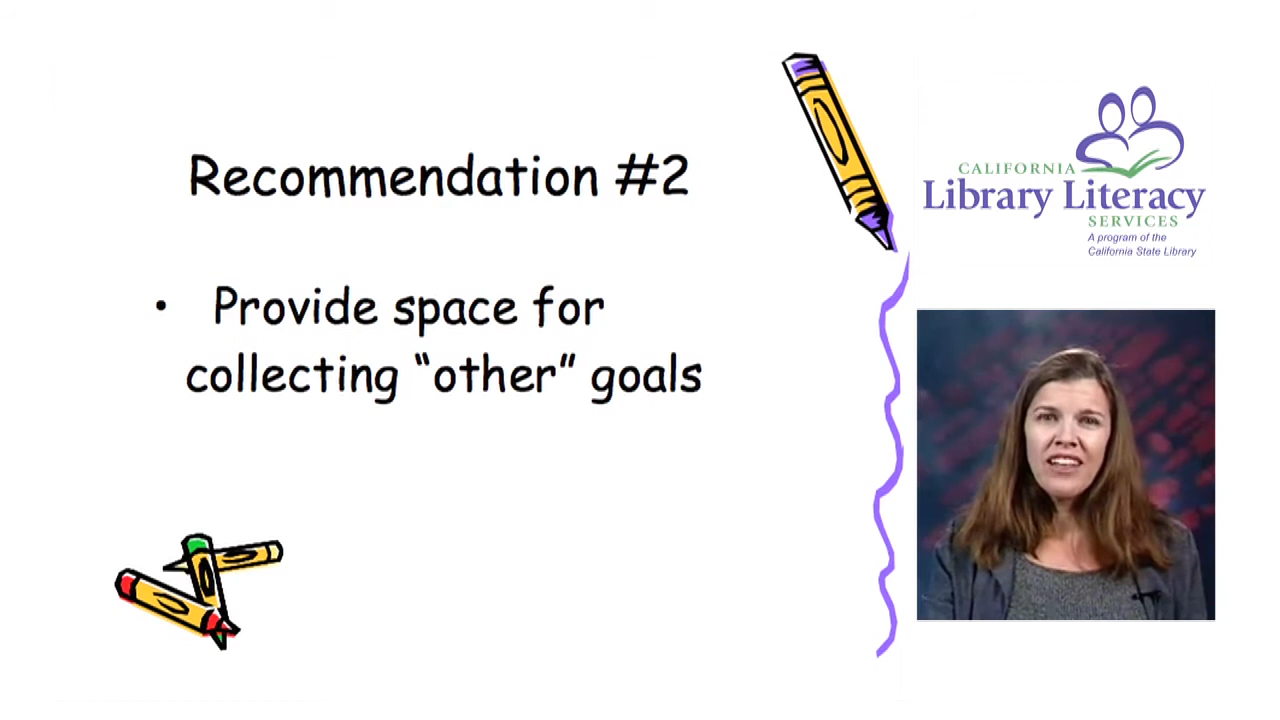 Recommendation #2
• Provide space for
collecting “other” goals
CALIFORNIA
Library Literacy
SERVICES
A program of the
California State Library